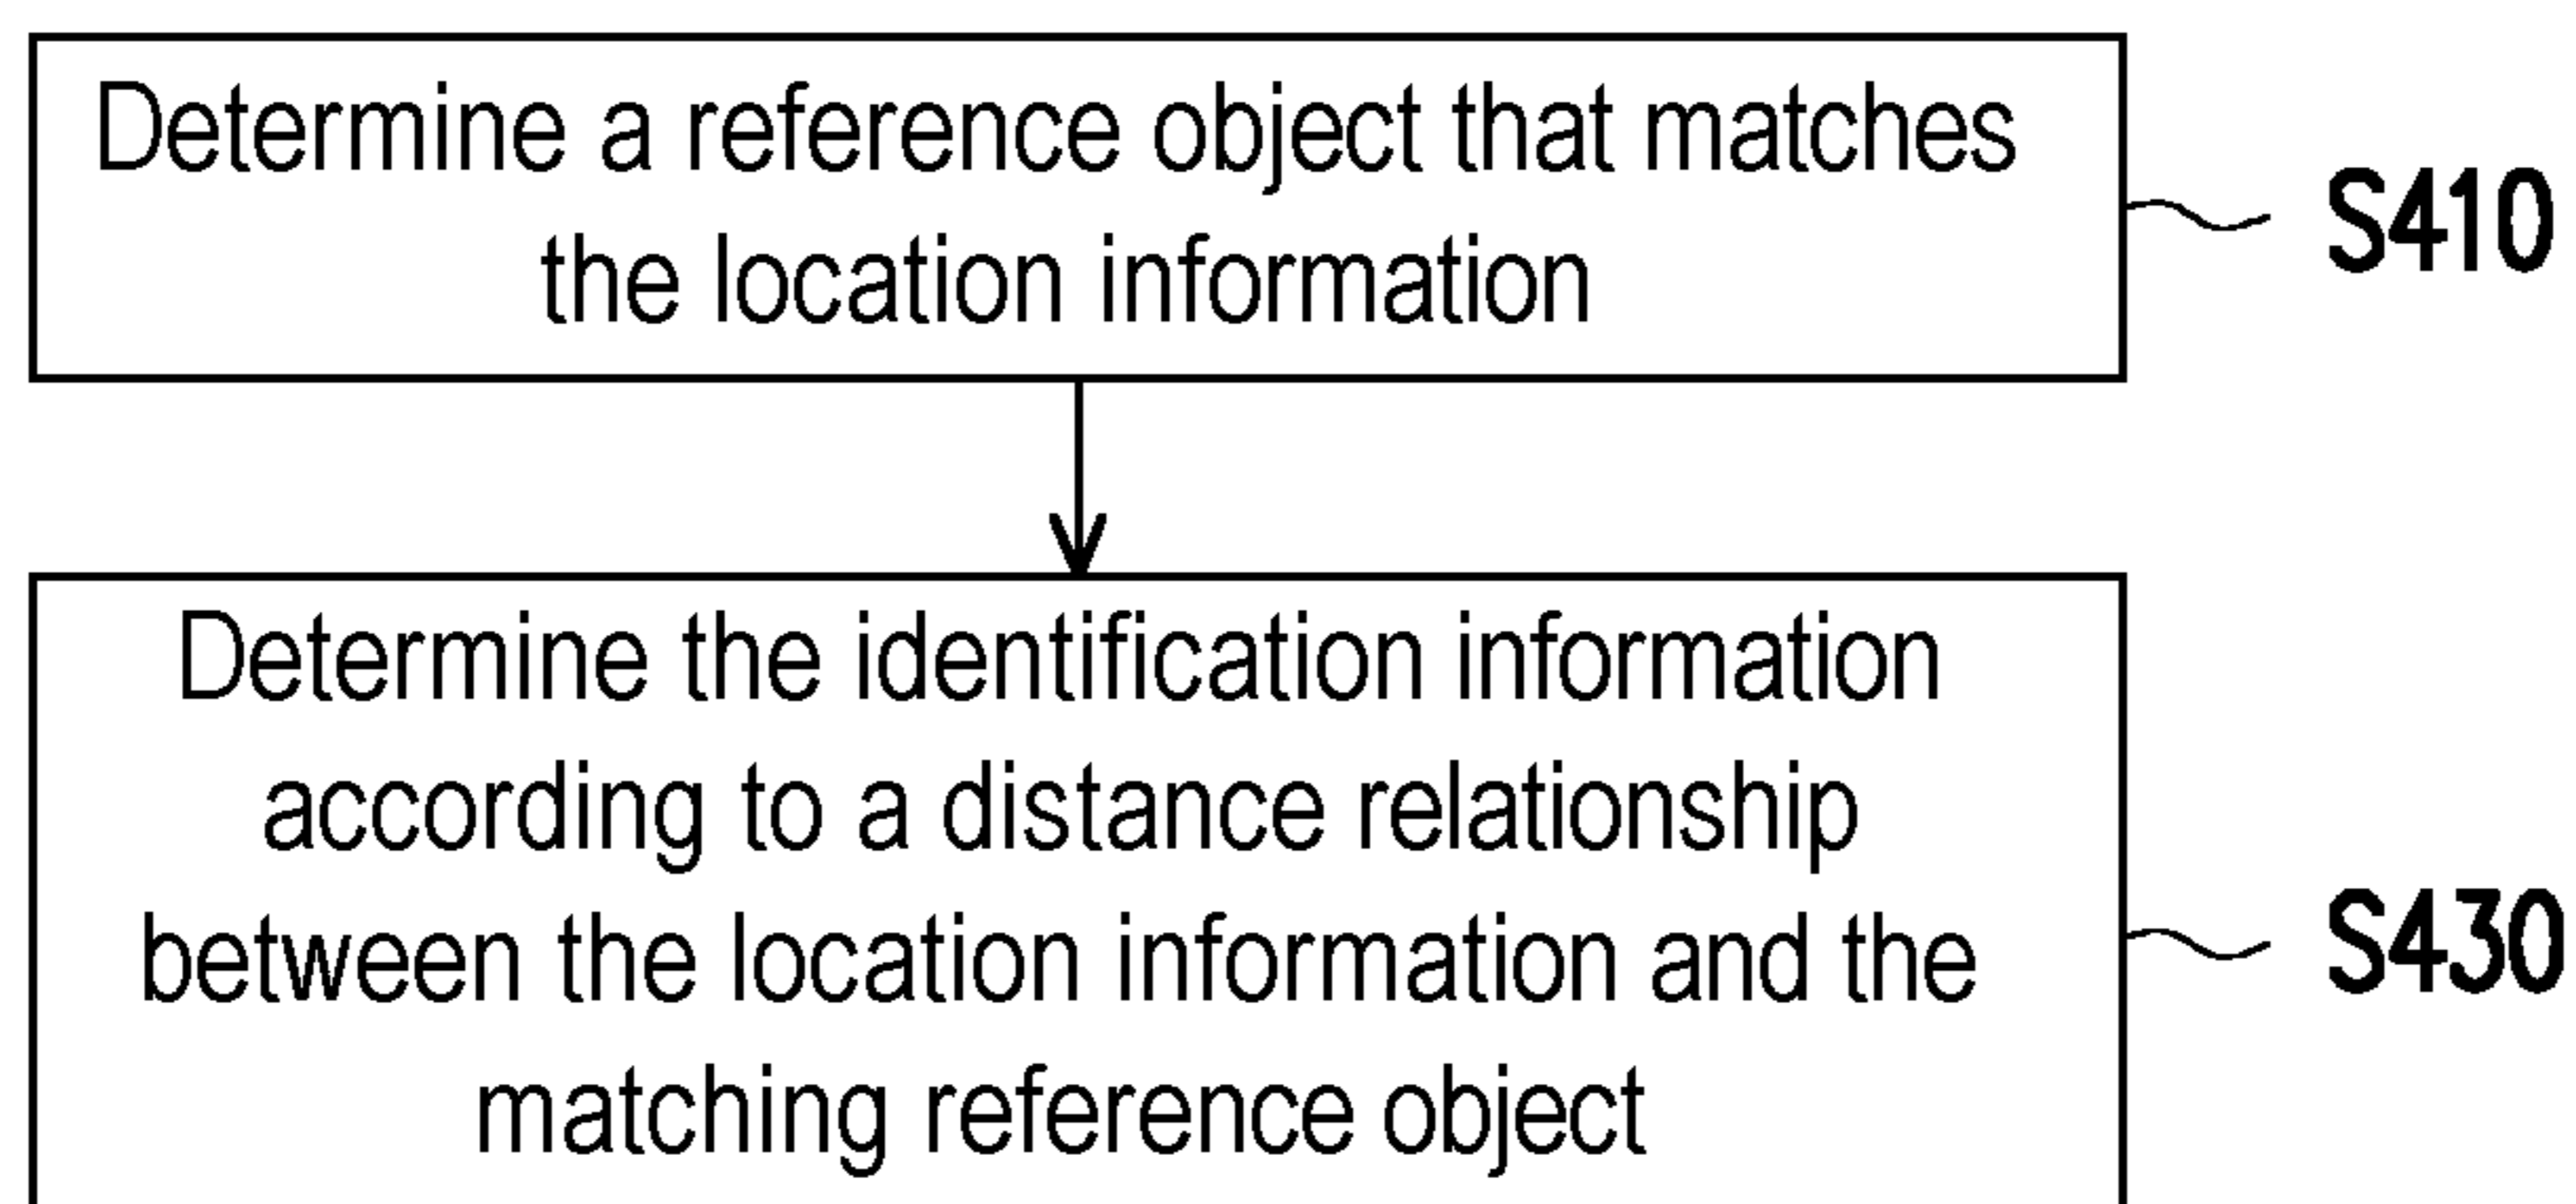 Determine a reference object that matches
the location information
S410
Determine the identification information
according to a distance relationship
between the location information and the
matching reference object
S430